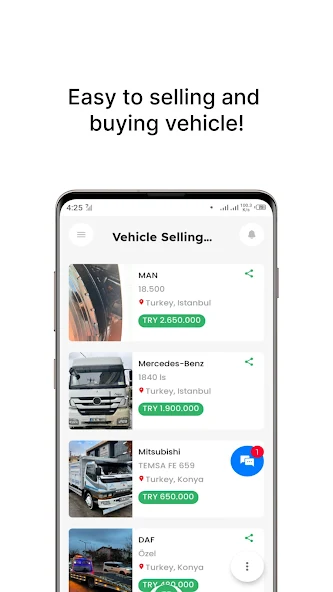 Easy to selling and
buying vehicle!
4:25
Vehicle Selling...
MAN
18.500
Turkey, Istanbul
TRY 2.650.000
Mercedes-Benz
1840 ls
Turkey, Istanbul
TRY 1.900.000
Mitsubishi
TEMSA FE 659
1
Turkey, Konya
TRY 650.000
DAF
Özel
Turkey, Konya